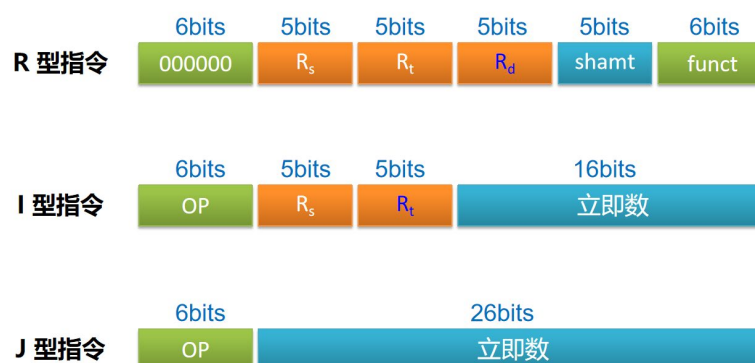 6bits 5bits 5bits 5bits 5bits 6bits
R 型指令 000000 Rs Rt Rd shamt funct
6bits 5bits 5bits 16bits
I 型指令 OP Rs Rt 立即数
6bits 26bits
J 型指令 OP 立即数